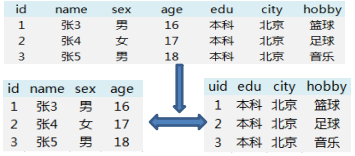 id name sex age edu city hobby
1 张3 男 16 本科 北京 篮球
2 张4 女 17 本科 北京 足球
3 张5 男 18 本科 北京 音乐
id name sex age
1 张3 男 16
2 张4 女 17
3 张5 男 18
uid edu city hobby
1 本科 北京 篮球
2 本科 北京 足球
3 本科 北京 音乐